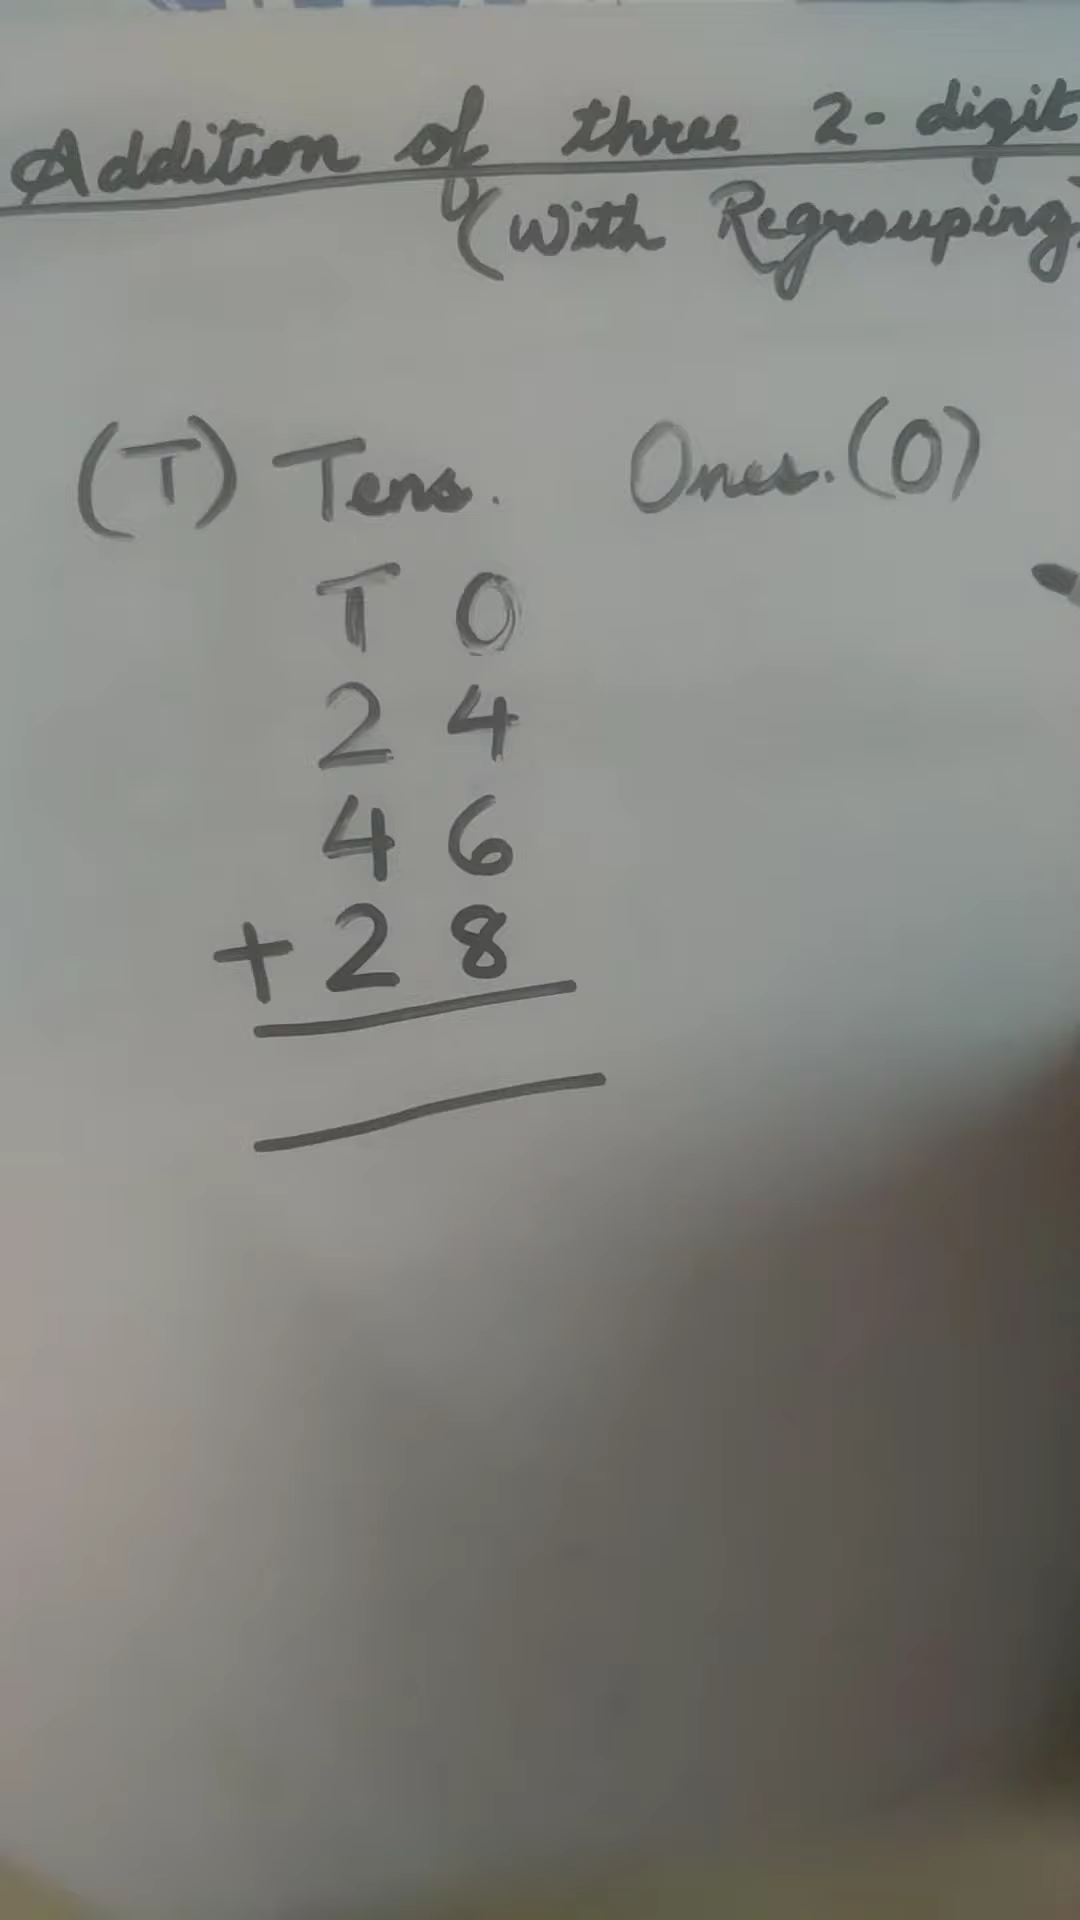 Addition of three 2-digit
(With Regrouping)
(T) Tens. Ones. (O)
T O
2 4
4 6
+ 2 8